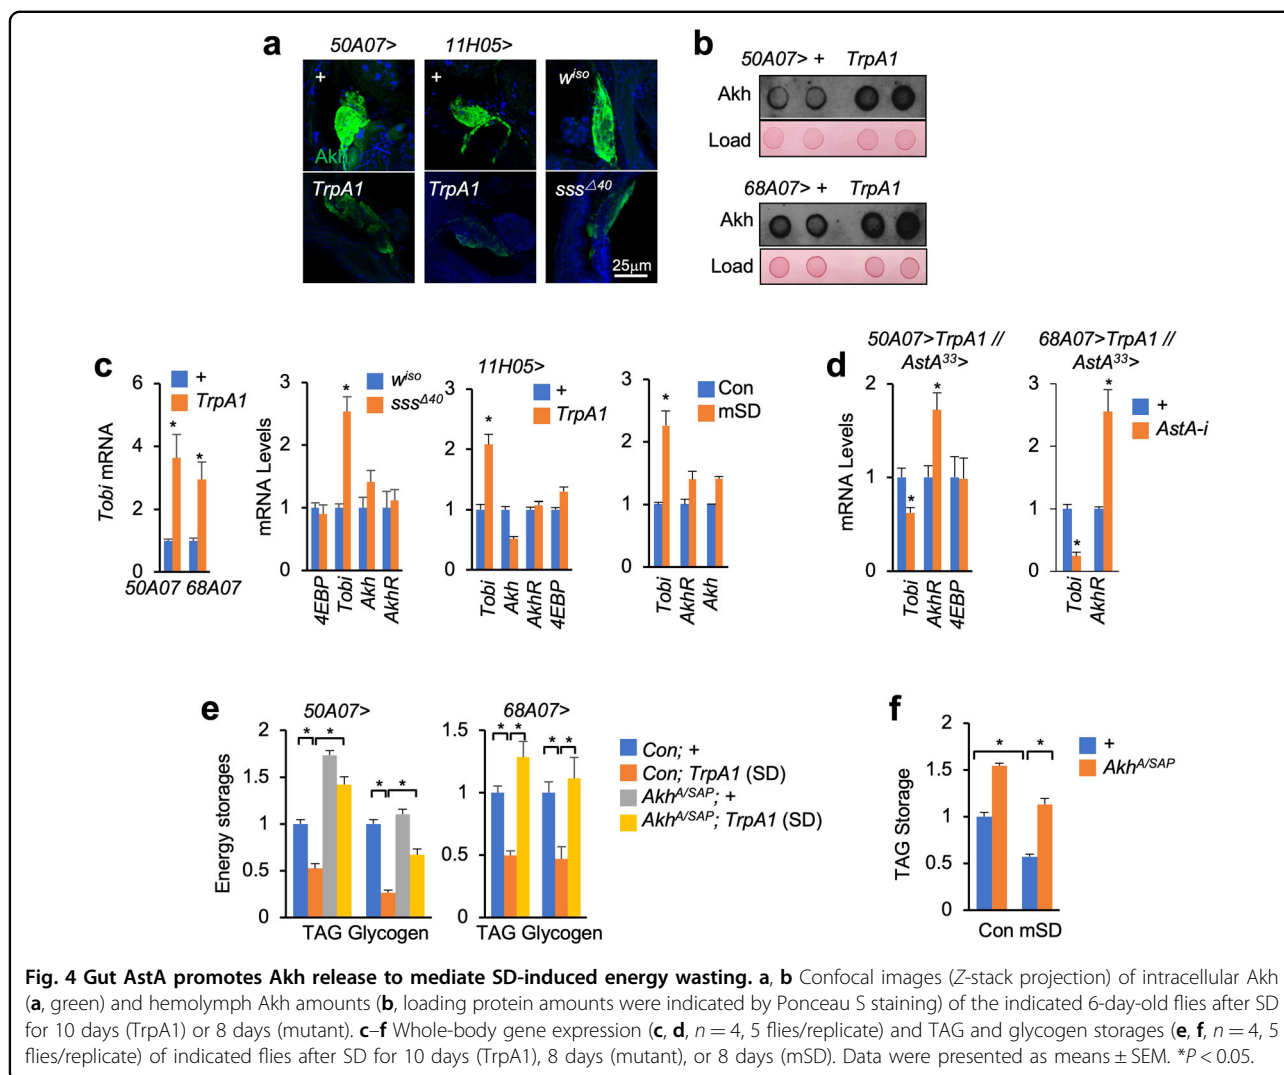 a
50A07> 11H05>
+ + w^iso
Akh
TrpA1 TrpA1 sss^Δ40
25μm
b
50A07> + TrpA1
Akh
Load
68A07> + TrpA1
Akh
Load
c
+
TrpA1
Tobi mRNA
8
6
4
2
0
50A07 68A07
w^iso
sss^Δ40
mRNA Levels
3
2
1
0
4EBP
Tobi
Akh
AkhR
11H05>
+
TrpA1
3
2
1
0
Tobi
Akh
AkhR
4EBP
Con
mSD
3
2
1
0
Tobi
AkhR
Akh
d
50A07>TrpA1 //
AstA^33>
mRNA Levels
2
1
0
Tobi
AkhR
4EBP
68A07>TrpA1 //
AstA^33>
+
AstA-i
3
2
1
0
Tobi
AkhR
e
50A07>
Energy storages
2
1.5
1
0.5
0
TAG Glycogen
68A07>
1.5
1
0.5
0
TAG Glycogen
Con; +
Con; TrpA1 (SD)
Akh^A/SAP; +
Akh^A/SAP; TrpA1 (SD)
f
+
Akh^A/SAP
TAG Storage
2
1.5
1
0.5
0
Con mSD
Fig. 4 Gut AstA promotes Akh release to mediate SD-induced energy wasting. a, b Confocal images (Z-stack projection) of intracellular Akh
(a, green) and hemolymph Akh amounts (b, loading protein amounts were indicated by Ponceau S staining) of the indicated 6-day-old flies after SD
for 10 days (TrpA1) or 8 days (mutant). c–f Whole-body gene expression (c, d, n = 4, 5 flies/replicate) and TAG and glycogen storages (e, f, n = 4, 5
flies/replicate) of indicated flies after SD for 10 days (TrpA1), 8 days (mutant), or 8 days (mSD). Data were presented as means ± SEM. *P < 0.05.